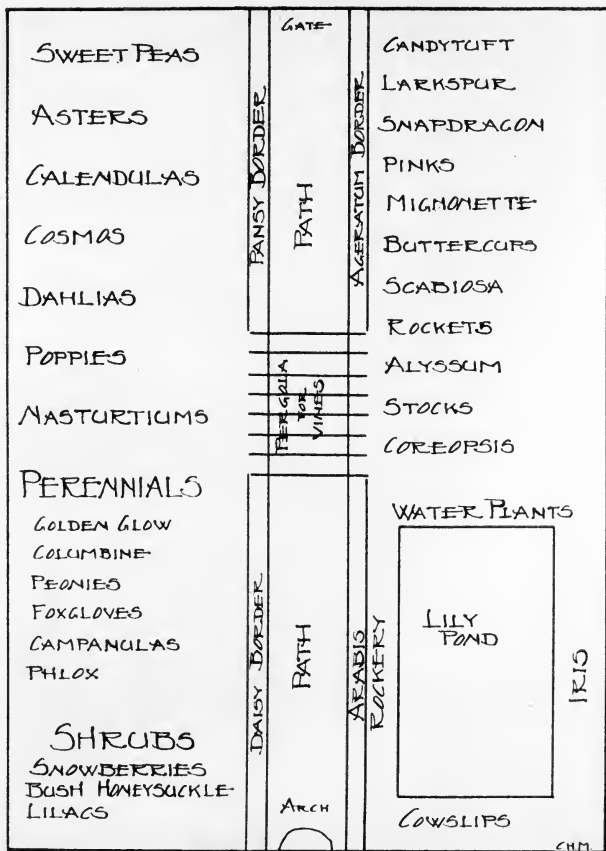 SWEET PEAS
ASTERS
CALENDULAS
COSMOS
DAHLIAS
POPPIES
NASTURTIUMS
PERENNIALS
GOLDEN GLOW
COLUMBINE
PEONIES
FOXGLOVES
CAMPANULAS
PHLOX
SHRUBS
SNOWBERRIES
BUSH HONEYSUCKLE
LILACS
GATE
PANSY BORDER
PATH
AGERATUM BORDER
PERGOLA
FOR
VINES
DAISY BORDER
PATH
ARABIS
ROCKERY
ARCH
CANDYTUFT
LARKSPUR
SNAPDRAGON
PINKS
MIGNONETTE
BUTTERCUPS
SCABIOSA
ROCKETS
ALYSSUM
STOCKS
COREOPSIS
WATER PLANTS
LILY
POND
IRIS
COWSLIPS
C.H.M.